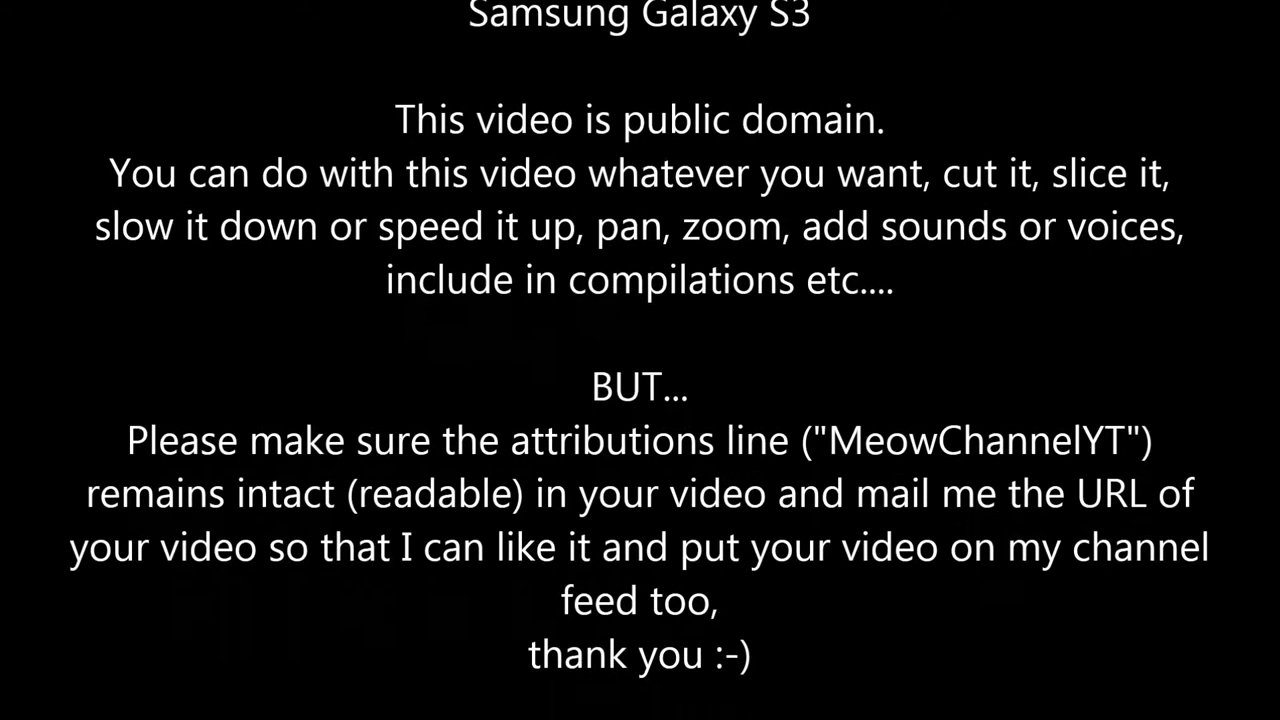 Samsung Galaxy S3
This video is public domain.
You can do with this video whatever you want, cut it, slice it,
slow it down or speed it up, pan, zoom, add sounds or voices,
include in compilations etc....
BUT...
Please make sure the attributions line ("MeowChannelYT")
remains intact (readable) in your video and mail me the URL of
your video so that I can like it and put your video on my channel
feed too,
thank you :-)